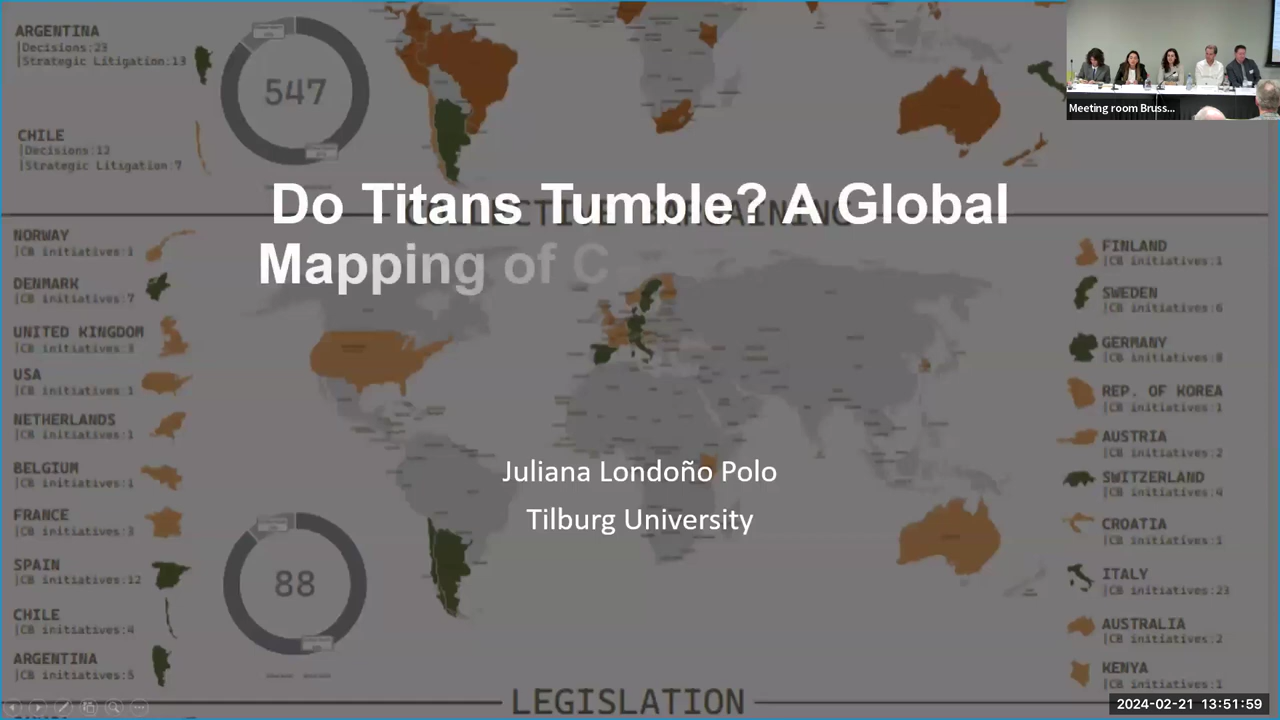 ARGENTINA
|Decisions:23
|Strategic Litigation:13
547
CHILE
|Decisions:12
|Strategic Litigation:7
Meeting room Bruss...
Do Titans Tumble? A Global
Mapping of C
COLLECTIVE BARGAINING
NORWAY
|CB initiatives:1
DENMARK
|CB initiatives:7
UNITED KINGDOM
|CB initiatives:3
USA
|CB initiatives:1
NETHERLANDS
|CB initiatives:1
BELGIUM
|CB initiatives:1
FRANCE
|CB initiatives:3
SPAIN
|CB initiatives:12
CHILE
|CB initiatives:4
ARGENTINA
|CB initiatives:5
88
Juliana Londoño Polo
Tilburg University
FINLAND
|CB initiatives:1
SWEDEN
|CB initiatives:6
GERMANY
|CB initiatives:8
REP. OF KOREA
|CB initiatives:1
AUSTRIA
|CB initiatives:2
SWITZERLAND
|CB initiatives:4
CROATIA
|CB initiatives:1
ITALY
|CB initiatives:23
AUSTRALIA
|CB initiatives:2
KENYA
|CB initiatives:1
LEGISLATION
2024-02-21 13:51:59